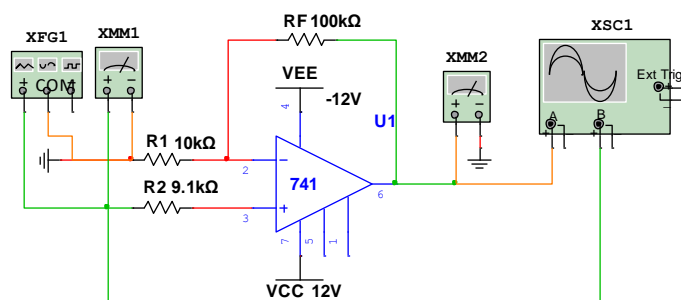 RF 100kΩ
XFG1 XMM1 XSC1
VEE XMM2
-12V
COM
Ext Trig
+ + - + - +
4 U1 A B
R1 10kΩ
-
2 741
R2 9.1kΩ 6
+
3
7 5 1
VCC 12V